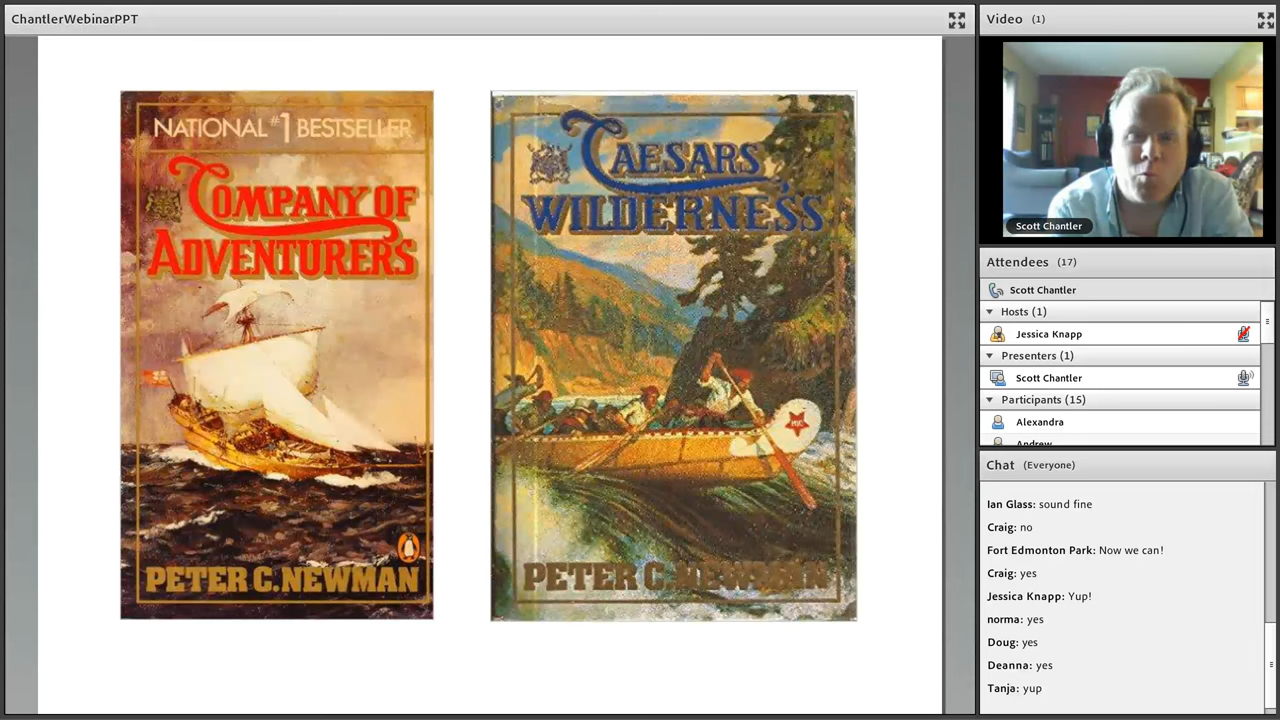 ChantlerWebinarPPT
NATIONAL #1 BESTSELLER
COMPANY OF
ADVENTURERS
PETER C. NEWMAN
CAESARS
WILDERNESS
PETER C. NEWMAN
Video (1)
Scott Chantler
Attendees (17)
Scott Chantler
Hosts (1)
Jessica Knapp
Presenters (1)
Scott Chantler
Participants (15)
Alexandra
Andrew
Chat (Everyone)
Ian Glass: sound fine
Craig: no
Fort Edmonton Park: Now we can!
Craig: yes
Jessica Knapp: Yup!
norma: yes
Doug: yes
Deanna: yes
Tanja: yup